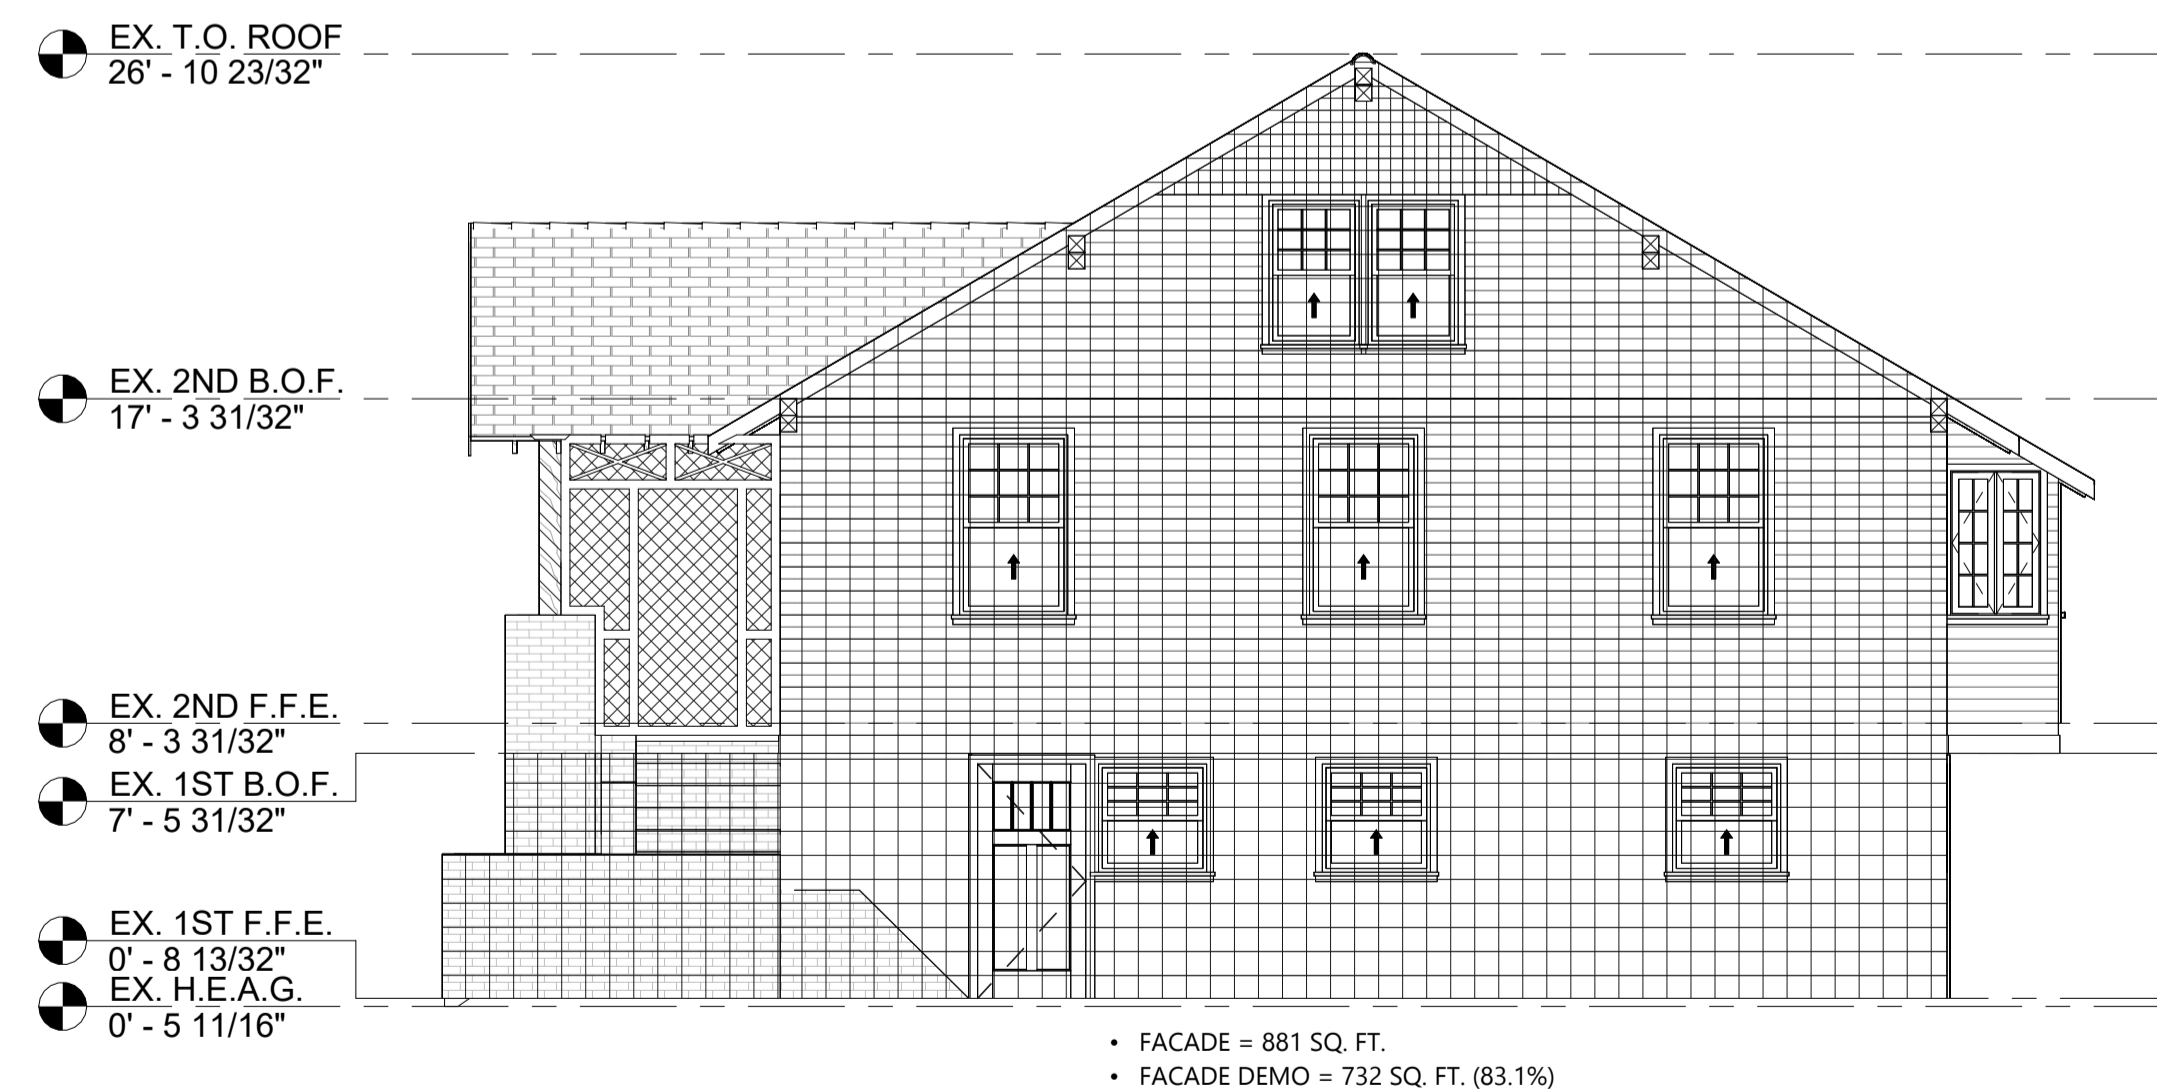 EX. T.O. ROOF
26' - 10 23/32"
EX. 2ND B.O.F.
17' - 3 31/32"
EX. 2ND F.F.E.
8' - 3 31/32"
EX. 1ST B.O.F.
7' - 5 31/32"
EX. 1ST F.F.E.
0' - 8 13/32"
EX. H.E.A.G.
0' - 5 11/16"
• FACADE = 881 SQ. FT.
• FACADE DEMO = 732 SQ. FT. (83.1%)